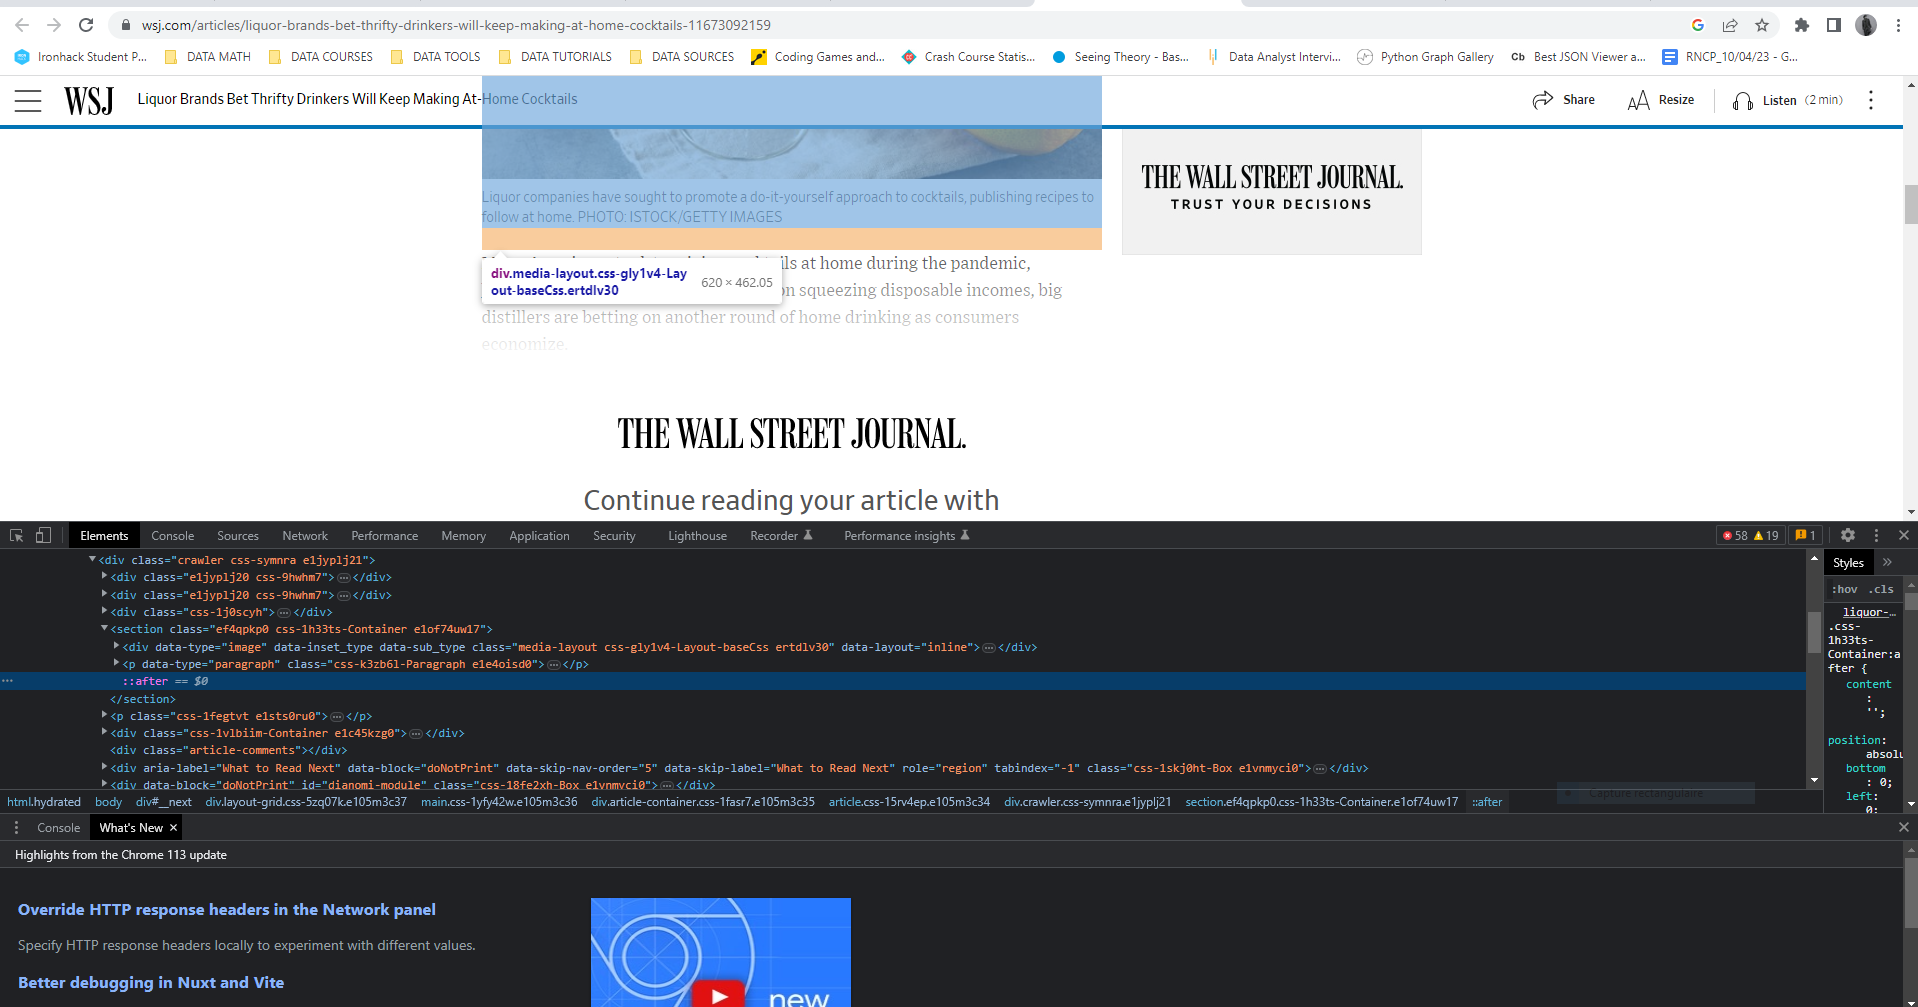 wsj.com/articles/liquor-brands-bet-thrifty-drinkers-will-keep-making-at-home-cocktails-11673092159
Ironhack Student P... DATA MATH DATA COURSES DATA TOOLS DATA TUTORIALS DATA SOURCES Coding Games and... Crash Course Statis... Seeing Theory - Bas... Data Analyst Intervi... Python Graph Gallery Cb Best JSON Viewer a... RNCP_10/04/23 - G...
WSJ Liquor Brands Bet Thrifty Drinkers Will Keep Making At-Home Cocktails Share AA Resize Listen (2 min)
THE WALL STREET JOURNAL.
TRUST YOUR DECISIONS
Liquor companies have sought to promote a do-it-yourself approach to cocktails, publishing recipes to
follow at home. PHOTO: ISTOCK/GETTY IMAGES
ils at home during the pandemic,
div.media-layout.css-gly1v4-Lay
out-baseCss.ertdlv30 620 × 462.05
on squeezing disposable incomes, big
distillers are betting on another round of home drinking as consumers
economize.
THE WALL STREET JOURNAL.
Continue reading your article with
Elements Console Sources Network Performance Memory Application Security Lighthouse Recorder Performance insights 58 19 1
<div class="crawler css-symnra e1jyplj21">
<div class="e1jyplj20 css-9hwhm7">…</div>
<div class="e1jyplj20 css-9hwhm7">…</div>
<div class="css-1j0scyh">…</div>
<section class="ef4qpkp0 css-1h33ts-Container e1of74uw17">
<div data-type="image" data-inset_type data-sub_type class="media-layout css-gly1v4-Layout-baseCss ertdlv30" data-layout="inline">…</div>
<p data-type="paragraph" class="css-k3zb6l-Paragraph e1e4oisd0">…</p>
… ::after == $0
</section>
<p class="css-1fegtvt e1sts0ru0">…</p>
<div class="css-1vlbiim-Container e1c45kzg0">…</div>
<div class="article-comments"></div>
<div aria-label="What to Read Next" data-block="doNotPrint" data-skip-nav-order="5" data-skip-label="What to Read Next" role="region" tabindex="-1" class="css-1skj0ht-Box e1vnmyci0">…</div>
<div data-block="doNotPrint" id="dianomi-module" class="css-18fe2xh-Box e1vnmyci0">…</div>
Styles »
:hov .cls
liquor-…
.css-
1h33ts-
Container:a
fter {
content
:
'';
position:
absolu
bottom
: 0;
left:
0;
Capture rectangulaire
html.hydrated body div#__next div.layout-grid.css-5zq07k.e105m3c37 main.css-1yfy42w.e105m3c36 div.article-container.css-1fasr7.e105m3c35 article.css-15rv4ep.e105m3c34 div.crawler.css-symnra.e1jyplj21 section.ef4qpkp0.css-1h33ts-Container.e1of74uw17 ::after
Console What's New ×
Highlights from the Chrome 113 update
Override HTTP response headers in the Network panel
Specify HTTP response headers locally to experiment with different values.
Better debugging in Nuxt and Vite
new